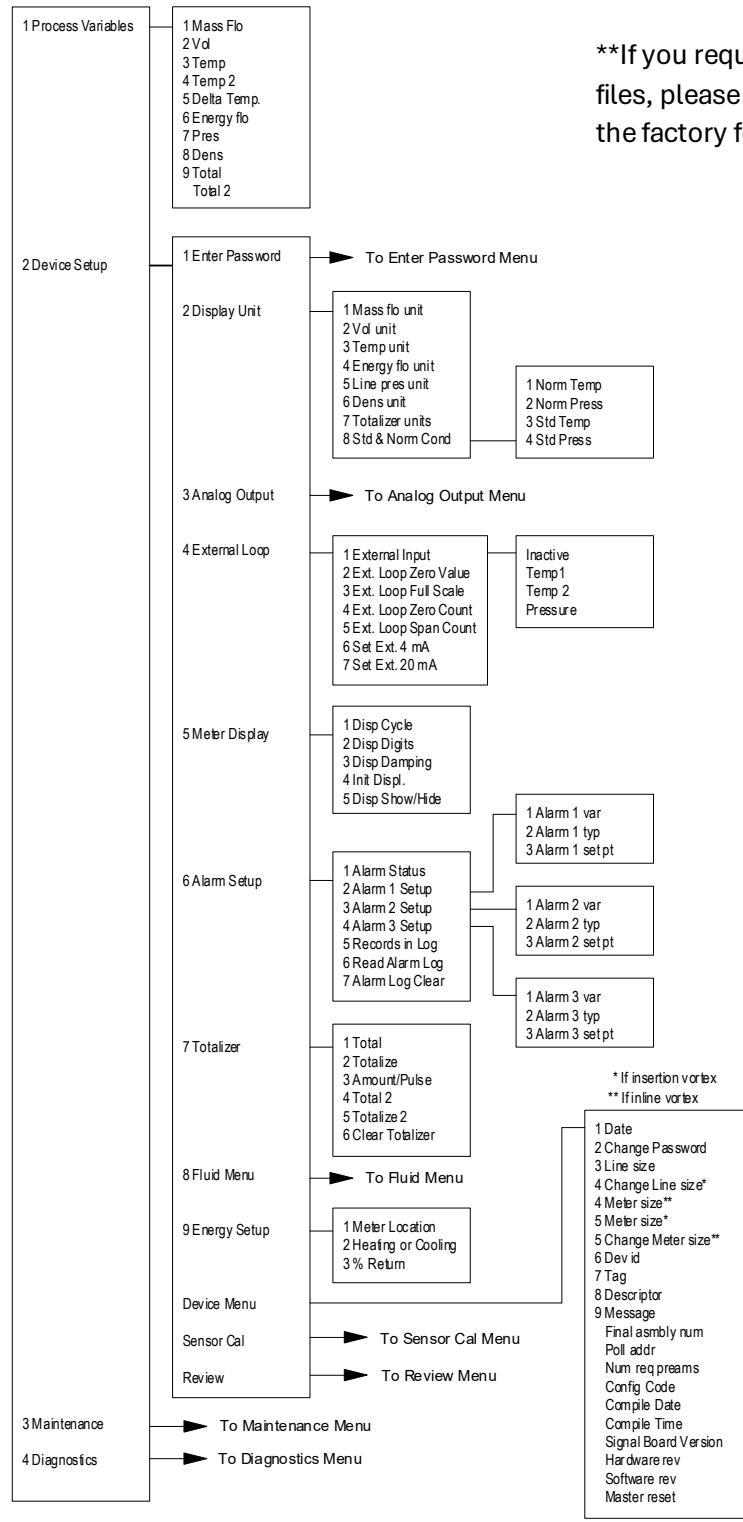 1 Process Variables
1 Mass Flo
2 Vol
3 Temp
4 Temp 2
5 Delta Temp.
6 Energy flo
7 Pres
8 Dens
9 Total
Total 2
**If you requ
files, please
the factory f
2 Device Setup
1 Enter Password
To Enter Password Menu
2 Display Unit
1 Mass flo unit
2 Vol unit
3 Temp unit
4 Energy flo unit
5 Line pres unit
6 Dens unit
7 Totalizer units
8 Std & Norm Cond
1 Norm Temp
2 Norm Press
3 Std Temp
4 Std Press
3 Analog Output
To Analog Output Menu
4 External Loop
1 External Input
2 Ext. Loop Zero Value
3 Ext. Loop Full Scale
4 Ext. Loop Zero Count
5 Ext. Loop Span Count
6 Set Ext. 4 mA
7 Set Ext. 20 mA
Inactive
Temp1
Temp 2
Pressure
5 Meter Display
1 Disp Cycle
2 Disp Digits
3 Disp Damping
4 Init Displ.
5 Disp Show/Hide
6 Alarm Setup
1 Alarm Status
2 Alarm 1 Setup
3 Alarm 2 Setup
4 Alarm 3 Setup
5 Records in Log
6 Read Alarm Log
7 Alarm Log Clear
1 Alarm 1 var
2 Alarm 1 typ
3 Alarm 1 set pt
1 Alarm 2 var
2 Alarm 2 typ
3 Alarm 2 set pt
1 Alarm 3 var
2 Alarm 3 typ
3 Alarm 3 set pt
7 Totalizer
1 Total
2 Totalize
3 Amount/Pulse
4 Total 2
5 Totalize 2
6 Clear Totalizer
* If insertion vortex
** If inline vortex
8 Fluid Menu
To Fluid Menu
9 Energy Setup
1 Meter Location
2 Heating or Cooling
3 % Return
Device Menu
1 Date
2 Change Password
3 Line size
4 Change Line size*
4 Meter size**
5 Meter size*
5 Change Meter size**
6 Dev id
7 Tag
8 Descriptor
9 Message
Final asmbly num
Poll addr
Num req preams
Config Code
Compile Date
Compile Time
Signal Board Version
Hardware rev
Software rev
Master reset
Sensor Cal
To Sensor Cal Menu
Review
To Review Menu
3 Maintenance
To Maintenance Menu
4 Diagnostics
To Diagnostics Menu